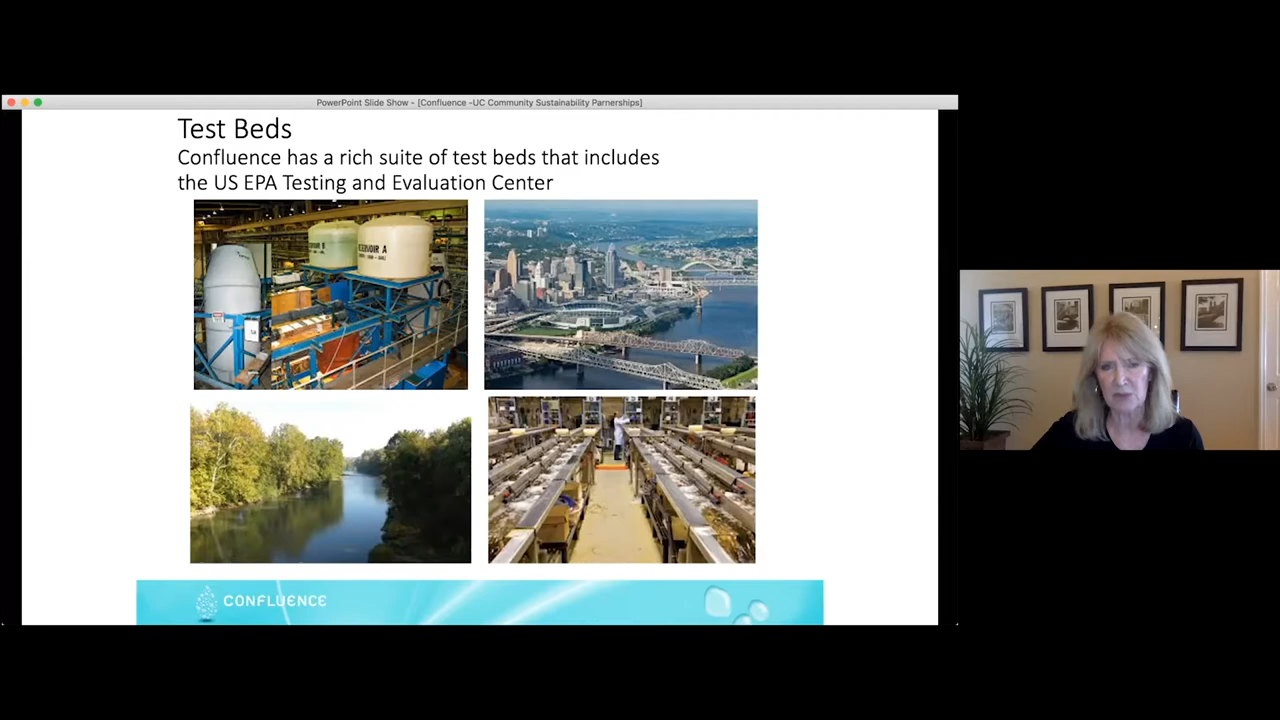 PowerPoint Slide Show - [Confluence -UC Community Sustainability Parnerships]
Test Beds
Confluence has a rich suite of test beds that includes
the US EPA Testing and Evaluation Center
RESERVOIR A
CONFLUENCE